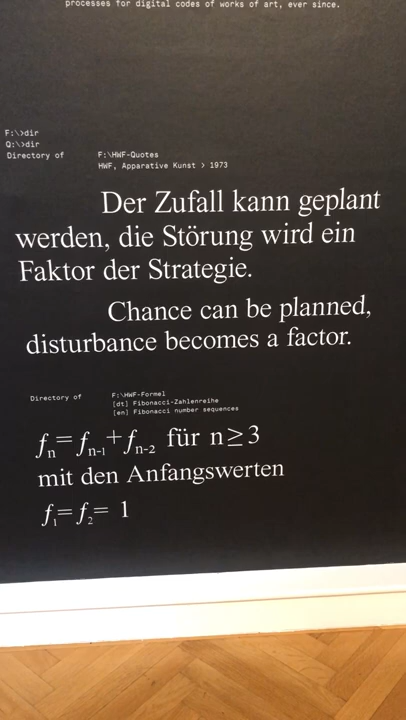 processes for digital codes of works of art, ever since.
F:\>dir
Q:\>dir
Directory of F:\HWF-Quotes
HWF, Apparative Kunst > 1973
Der Zufall kann geplant
werden, die Störung wird ein
Faktor der Strategie.
Chance can be planned,
disturbance becomes a factor.
Directory of F:\HWF-Formel
[dt] Fibonacci-Zahlenreihe
[en] Fibonacci number sequences
fₙ=fₙ₋₁+fₙ₋₂ für n≥3
mit den Anfangswerten
f₁=f₂= 1